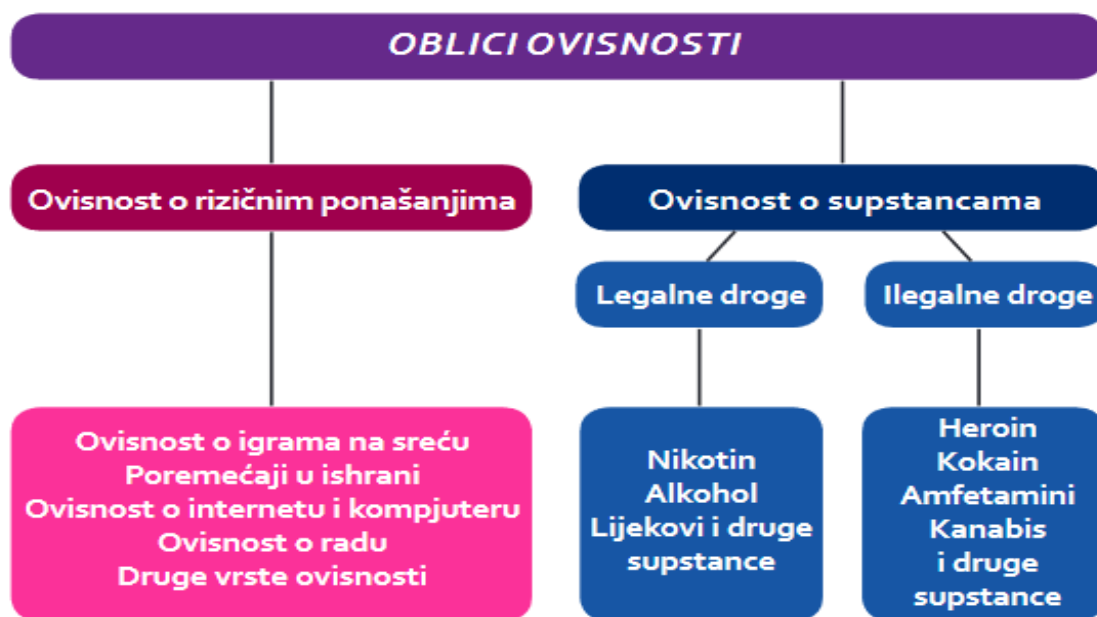 OBLICI OVISNOSTI
Ovisnost o rizičnim ponašanjima
Ovisnost o supstancama
Legalne droge
Ilegalne droge
Ovisnost o igrama na sreću
Poremećaji u ishrani
Ovisnost o internetu i kompjuteru
Ovisnost o radu
Druge vrste ovisnosti
Nikotin
Alkohol
Lijekovi i druge
supstance
Heroin
Kokain
Amfetamini
Kanabis
i druge
supstance